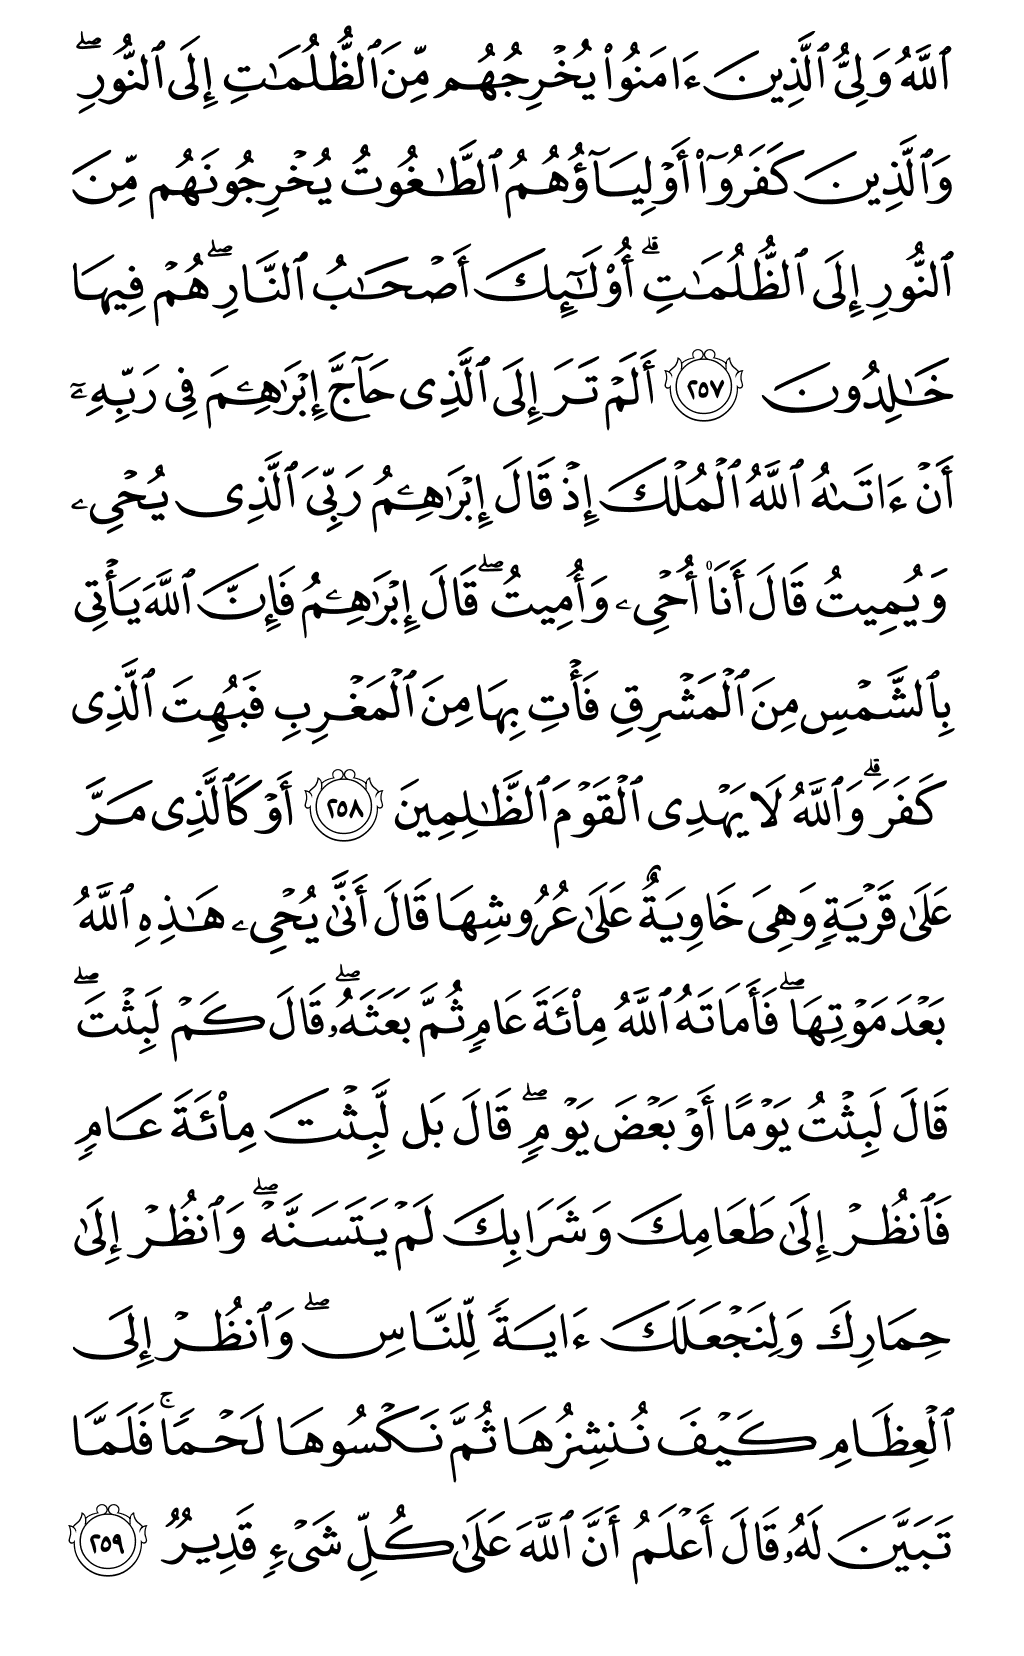 ٱللَّهُ وَلِىُّ ٱلَّذِينَ ءَامَنُوا۟ يُخْرِجُهُم مِّنَ ٱلظُّلُمَـٰتِ إِلَى ٱلنُّورِ ۖ
وَٱلَّذِينَ كَفَرُوٓا۟ أَوْلِيَآؤُهُمُ ٱلطَّـٰغُوتُ يُخْرِجُونَهُم مِّنَ
ٱلنُّورِ إِلَى ٱلظُّلُمَـٰتِ ۗ أُو۟لَـٰٓئِكَ أَصْحَـٰبُ ٱلنَّارِ ۖ هُمْ فِيهَا
خَـٰلِدُونَ ٢٥٧ أَلَمْ تَرَ إِلَى ٱلَّذِى حَآجَّ إِبْرَٰهِـۧمَ فِى رَبِّهِۦٓ
أَنْ ءَاتَىٰهُ ٱللَّهُ ٱلْمُلْكَ إِذْ قَالَ إِبْرَٰهِـۧمُ رَبِّىَ ٱلَّذِى يُحْىِۦ
وَيُمِيتُ قَالَ أَنَا۠ أُحْىِۦ وَأُمِيتُ ۖ قَالَ إِبْرَٰهِـۧمُ فَإِنَّ ٱللَّهَ يَأْتِى
بِٱلشَّمْسِ مِنَ ٱلْمَشْرِقِ فَأْتِ بِهَا مِنَ ٱلْمَغْرِبِ فَبُهِتَ ٱلَّذِى
كَفَرَ ۗ وَٱللَّهُ لَا يَهْدِى ٱلْقَوْمَ ٱلظَّـٰلِمِينَ ٢٥٨ أَوْ كَٱلَّذِى مَرَّ
عَلَىٰ قَرْيَةٍ وَهِىَ خَاوِيَةٌ عَلَىٰ عُرُوشِهَا قَالَ أَنَّىٰ يُحْىِۦ هَـٰذِهِ ٱللَّهُ
بَعْدَ مَوْتِهَا ۖ فَأَمَاتَهُ ٱللَّهُ مِا۟ئَةَ عَامٍ ثُمَّ بَعَثَهُۥ ۖ قَالَ كَمْ لَبِثْتَ ۖ
قَالَ لَبِثْتُ يَوْمًا أَوْ بَعْضَ يَوْمٍ ۖ قَالَ بَل لَّبِثْتَ مِا۟ئَةَ عَامٍ
فَٱنظُرْ إِلَىٰ طَعَامِكَ وَشَرَابِكَ لَمْ يَتَسَنَّهْ ۖ وَٱنظُرْ إِلَىٰ
حِمَارِكَ وَلِنَجْعَلَكَ ءَايَةً لِّلنَّاسِ ۖ وَٱنظُرْ إِلَى
ٱلْعِظَامِ كَيْفَ نُنشِزُهَا ثُمَّ نَكْسُوهَا لَحْمًا ۚ فَلَمَّا
تَبَيَّنَ لَهُۥ قَالَ أَعْلَمُ أَنَّ ٱللَّهَ عَلَىٰ كُلِّ شَىْءٍ قَدِيرٌ ٢٥٩